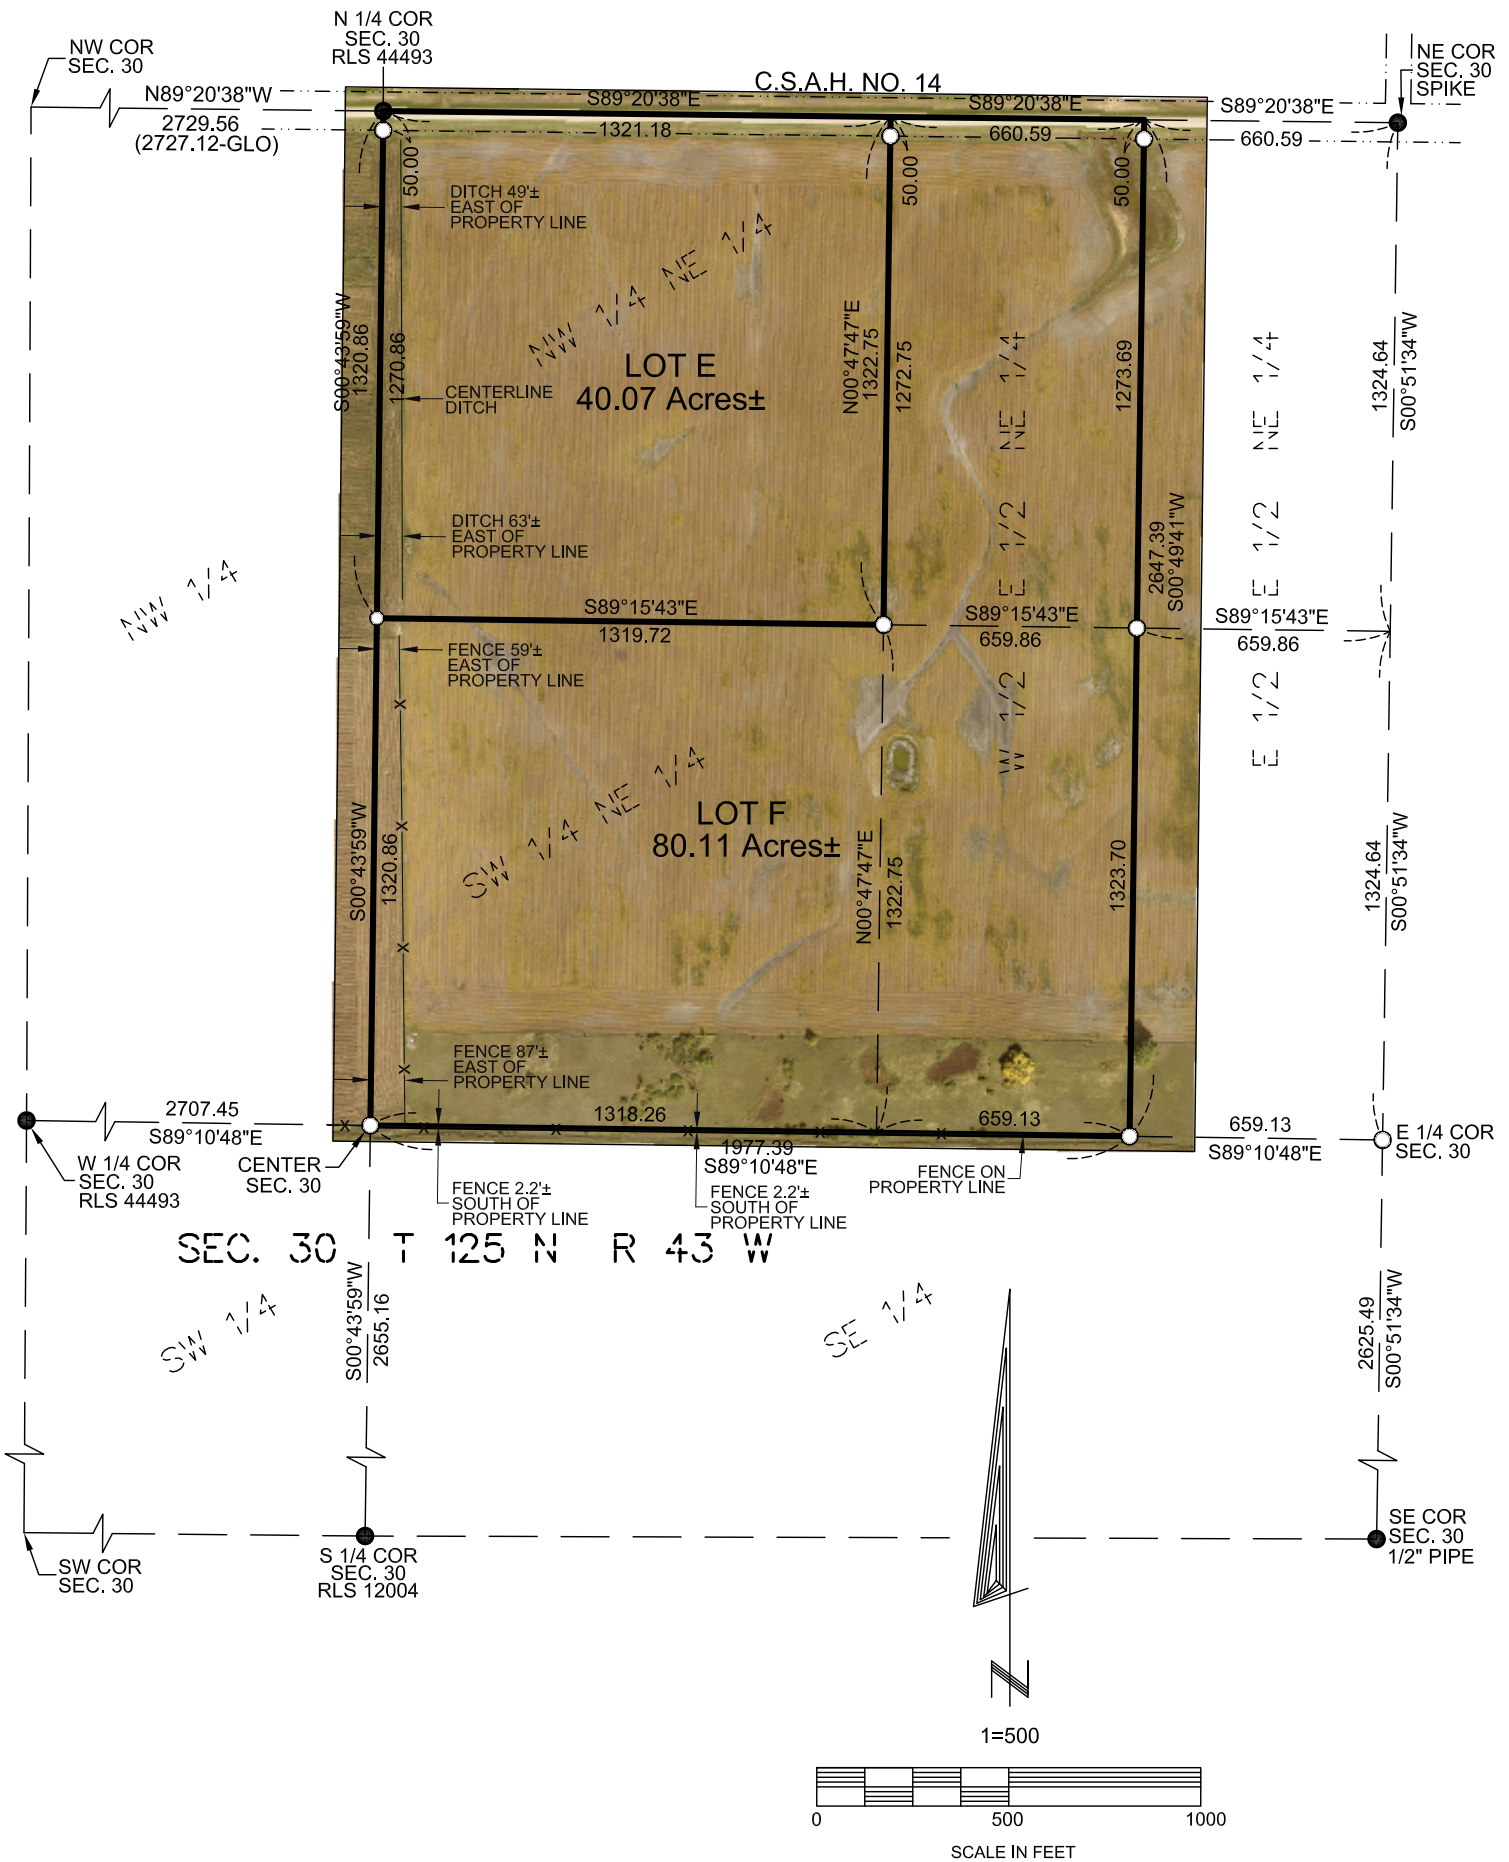 N 1/4 COR
SEC. 30
RLS 44493
NW COR
SEC. 30
NE COR
SEC. 30
SPIKE
C.S.A.H. NO. 14
N89°20'38"W
2729.56
(2727.12-GLO)
S89°20'38"E
1321.18
S89°20'38"E
660.59
S89°20'38"E
660.59
50.00
50.00
50.00
DITCH 49'±
EAST OF
PROPERTY LINE
NW 1/4 NE 1/4
S00°43'59"W
1320.86
1270.86
LOT E
40.07 Acres±
CENTERLINE
DITCH
N00°47'47"E
1322.75
1272.75
W 1/2 E 1/2 NE 1/4
1273.69
E 1/2 E 1/2 NE 1/4
1324.64
S00°51'34"W
DITCH 63'±
EAST OF
PROPERTY LINE
2647.39
S00°49'41"W
NW 1/4
S89°15'43"E
1319.72
S89°15'43"E
659.86
S89°15'43"E
659.86
FENCE 59'±
EAST OF
PROPERTY LINE
x
SW 1/4 NE 1/4
LOT F
80.11 Acres±
x
S00°43'59"W
1320.86
N00°47'47"E
1322.75
1323.70
1324.64
S00°51'34"W
x
FENCE 87'±
EAST OF
PROPERTY LINE
x
2707.45
S89°10'48"E
x
1318.26
x x x x x
659.13
1977.39
S89°10'48"E
659.13
S89°10'48"E
E 1/4 COR
SEC. 30
W 1/4 COR
SEC. 30
RLS 44493
CENTER
SEC. 30
FENCE 2.2'±
SOUTH OF
PROPERTY LINE
FENCE 2.2'±
SOUTH OF
PROPERTY LINE
FENCE ON
PROPERTY LINE
SEC. 30 T 125 N R 43 W
SW 1/4
S00°43'59"W
2655.16
SE 1/4
2625.49
S00°51'34"W
SW COR
SEC. 30
S 1/4 COR
SEC. 30
RLS 12004
SE COR
SEC. 30
1/2" PIPE
N
1=500
0 500 1000
SCALE IN FEET